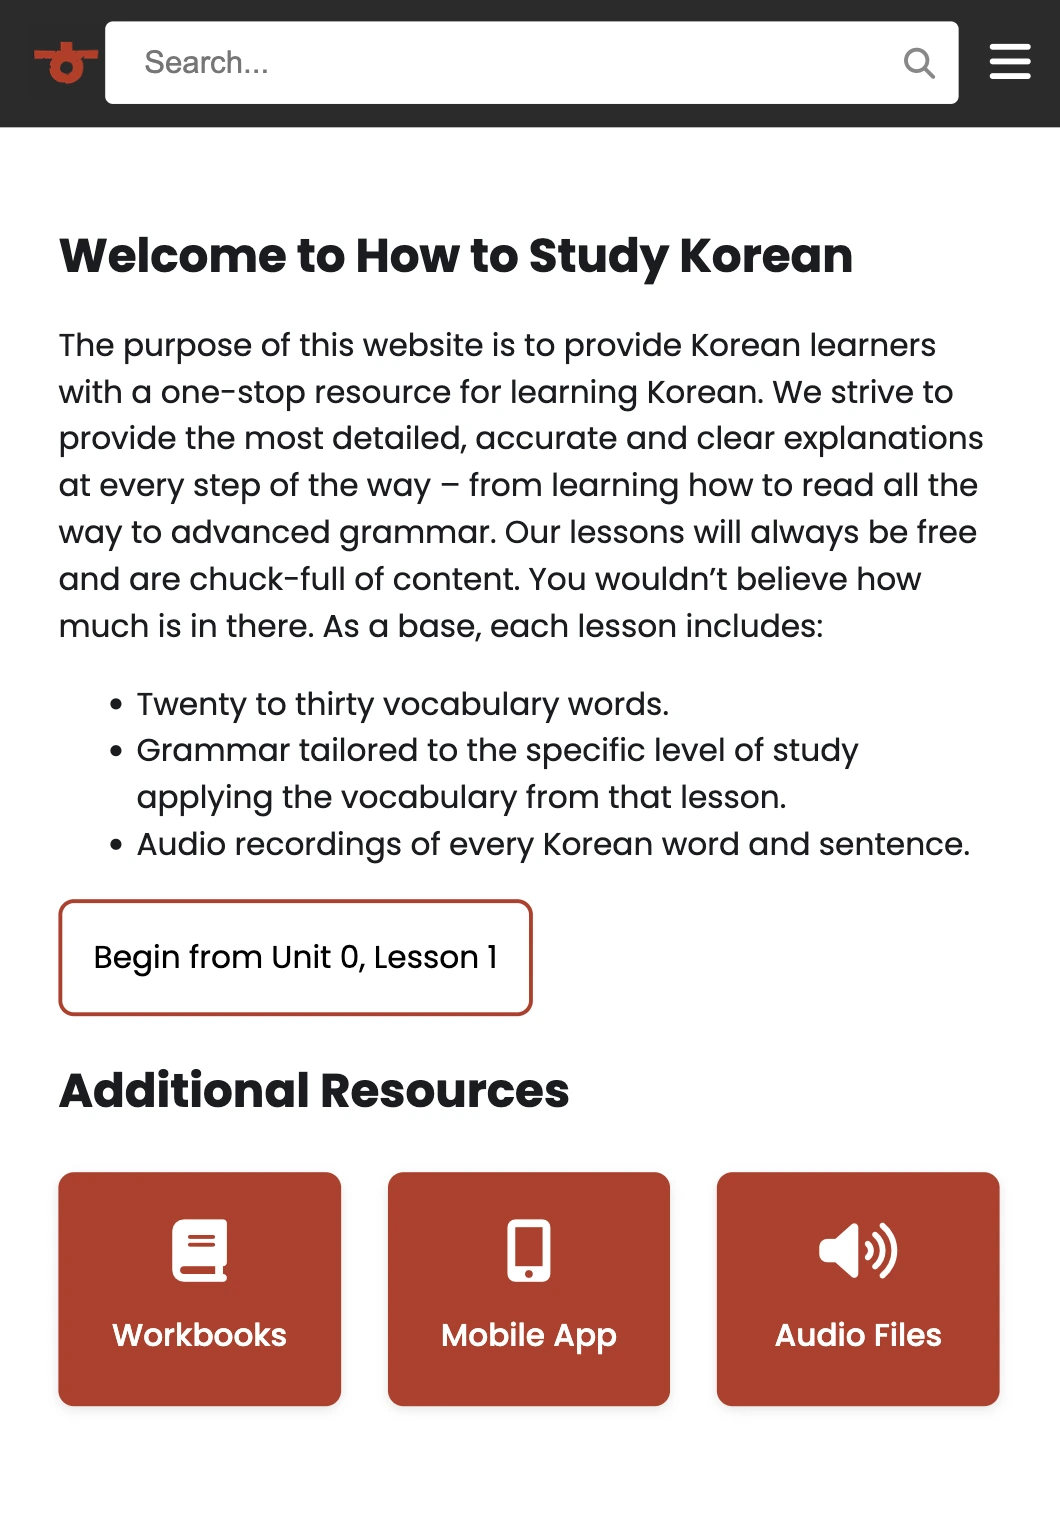 Search...
Welcome to How to Study Korean
The purpose of this website is to provide Korean learners
with a one-stop resource for learning Korean. We strive to
provide the most detailed, accurate and clear explanations
at every step of the way – from learning how to read all the
way to advanced grammar. Our lessons will always be free
and are chuck-full of content. You wouldn’t believe how
much is in there. As a base, each lesson includes:
• Twenty to thirty vocabulary words.
• Grammar tailored to the specific level of study
applying the vocabulary from that lesson.
• Audio recordings of every Korean word and sentence.
Begin from Unit 0, Lesson 1
Additional Resources
Workbooks
Mobile App
Audio Files